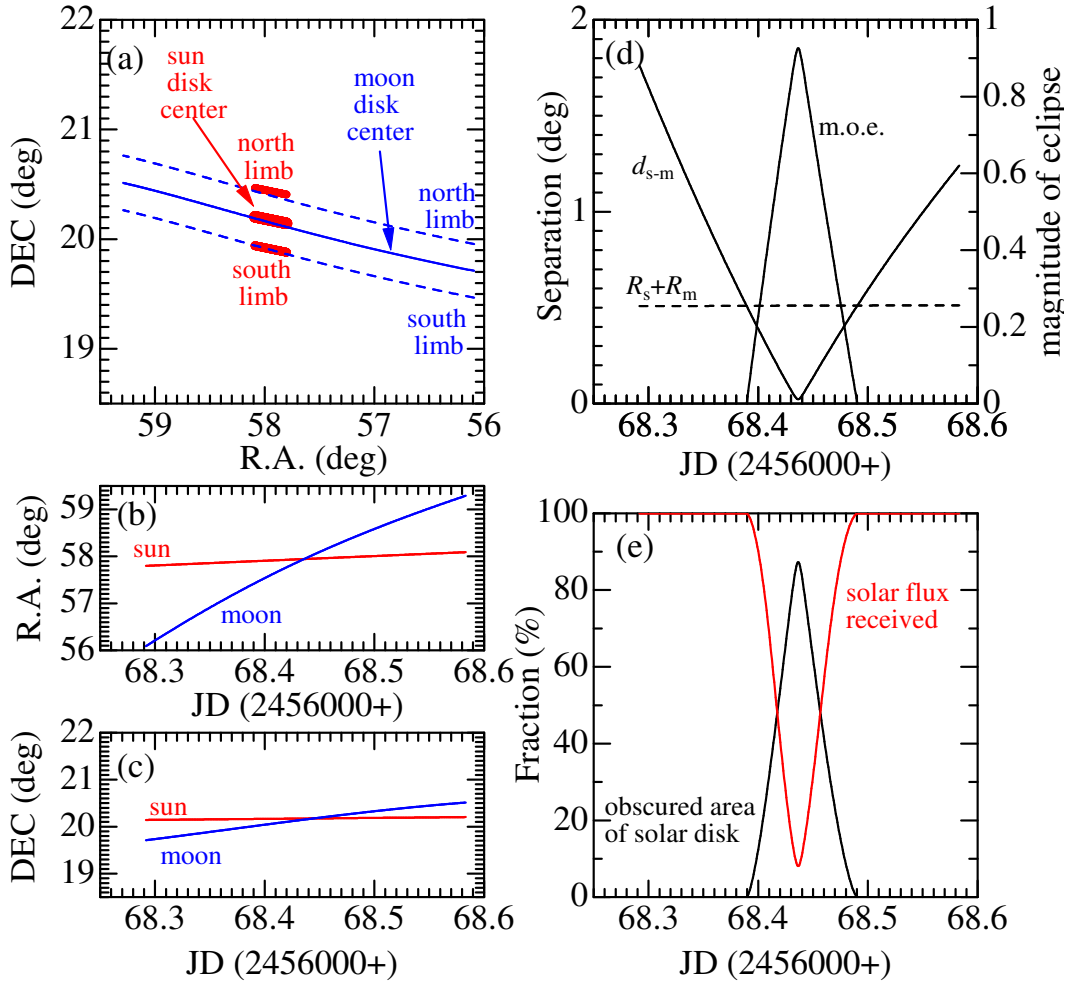 (a)
22
21
20
19
DEC (deg)
sun
disk
center
moon
disk
center
north
limb
north
limb
south
limb
south
limb
59
58
57
56
R.A. (deg)
(b)
59
58
57
56
R.A. (deg)
sun
moon
68.3
68.4
68.5
68.6
JD (2456000+)
(c)
22
21
20
19
DEC (deg)
sun
moon
68.3
68.4
68.5
68.6
JD (2456000+)
(d)
2
1
0
Separation (deg)
1
0.8
0.6
0.4
0.2
0
magnitude of eclipse
m.o.e.
d s-m
R s+R m
68.3
68.4
68.5
68.6
JD (2456000+)
(e)
100
80
60
40
20
0
Fraction (%)
solar flux
received
obscured area
of solar disk
68.3
68.4
68.5
68.6
JD (2456000+)